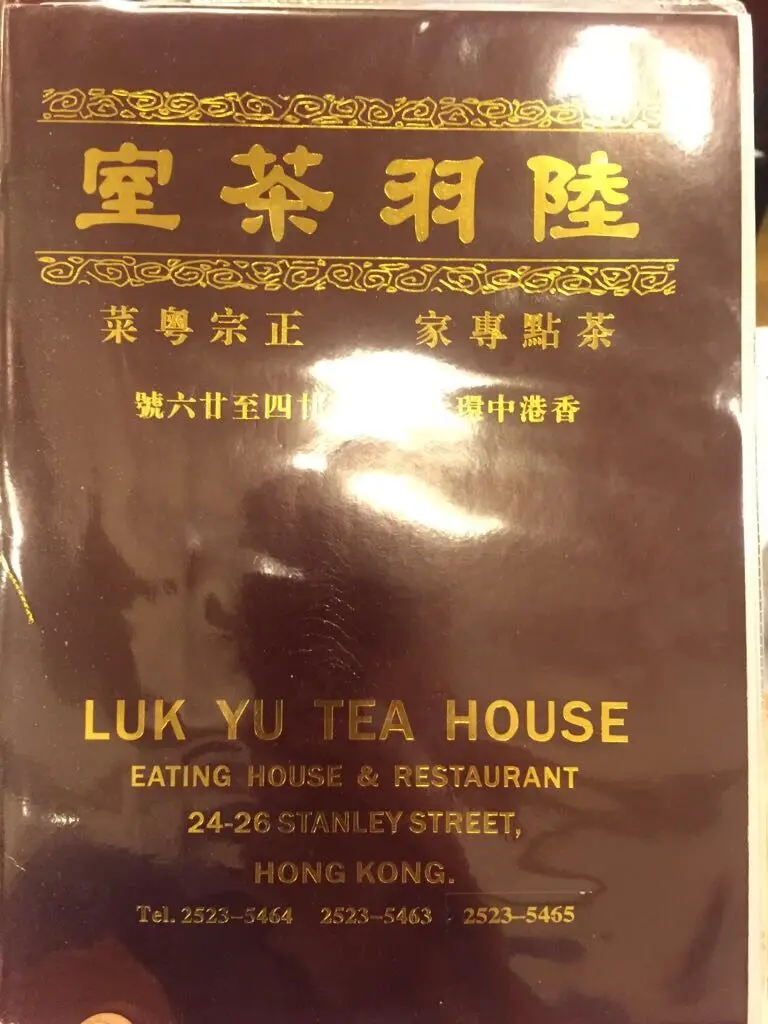 陸羽茶室
茶點專家 正宗粵菜
香港中環 廿四至廿六號
LUK YU TEA HOUSE
EATING HOUSE & RESTAURANT
24-26 STANLEY STREET,
HONG KONG.
Tel. 2523–5464 2523–5463 2523–5465